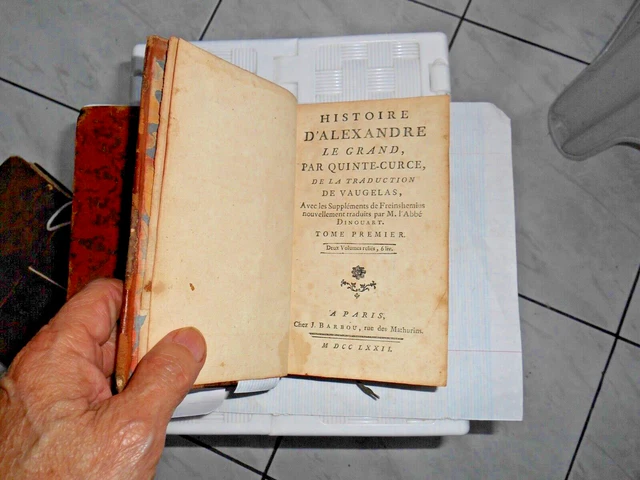 HISTOIRE
D'ALEXANDRE
LE GRAND,
PAR QUINTE-CURCE,
DE LA TRADUCTION
DE VAUGELAS,
Avec les Supplémens de Freinshemius
nouvellement traduits par M. l'Abbé
DINOUART.
TOME PREMIER.
Deux Volumes reliés, 6 liv.
A PARIS,
Chez J. BARBOU, rue des Mathurins.
M DCC LXXII.